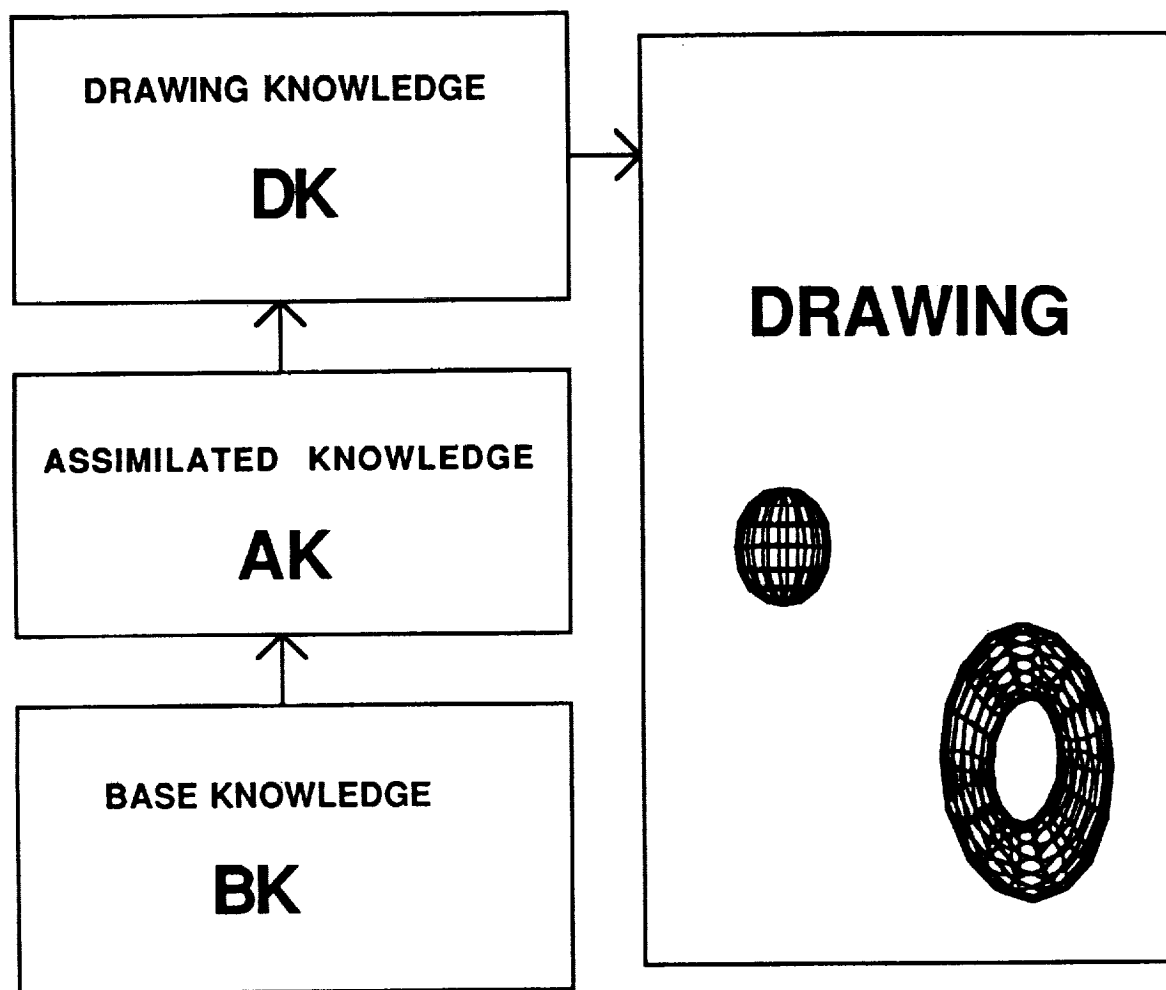 DRAWING KNOWLEDGE
DK
ASSIMILATED KNOWLEDGE
AK
BASE KNOWLEDGE
BK
DRAWING